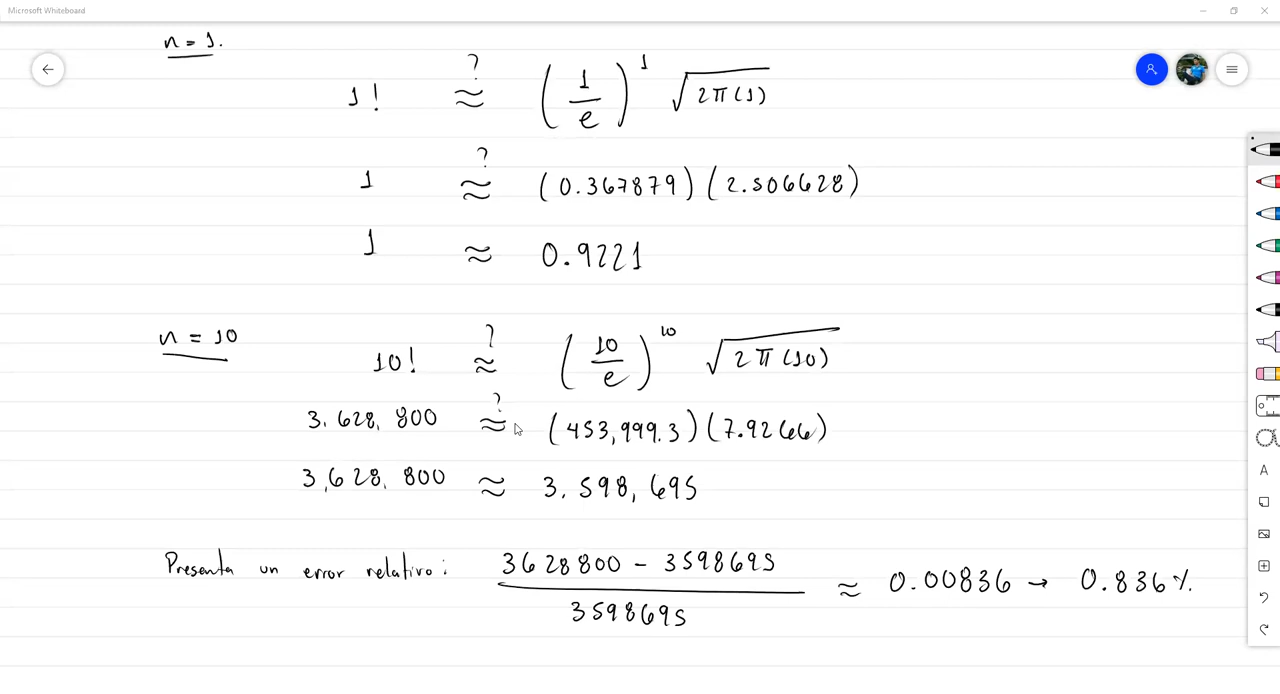 Microsoft Whiteboard
n = 1.
1! ≈? (1/e)^1 √(2π(1))
1 ≈? (0.367879)(2.506628)
1 ≈ 0.9221
n = 10
10! ≈? (10/e)^10 √(2π(10))
3.628,800 ≈? (453,999.3)(7.9266)
3,628,800 ≈ 3.598,695
Presenta un error relativo: (3628800 - 3598695)/3598695 ≈ 0.00836 → 0.836%
A